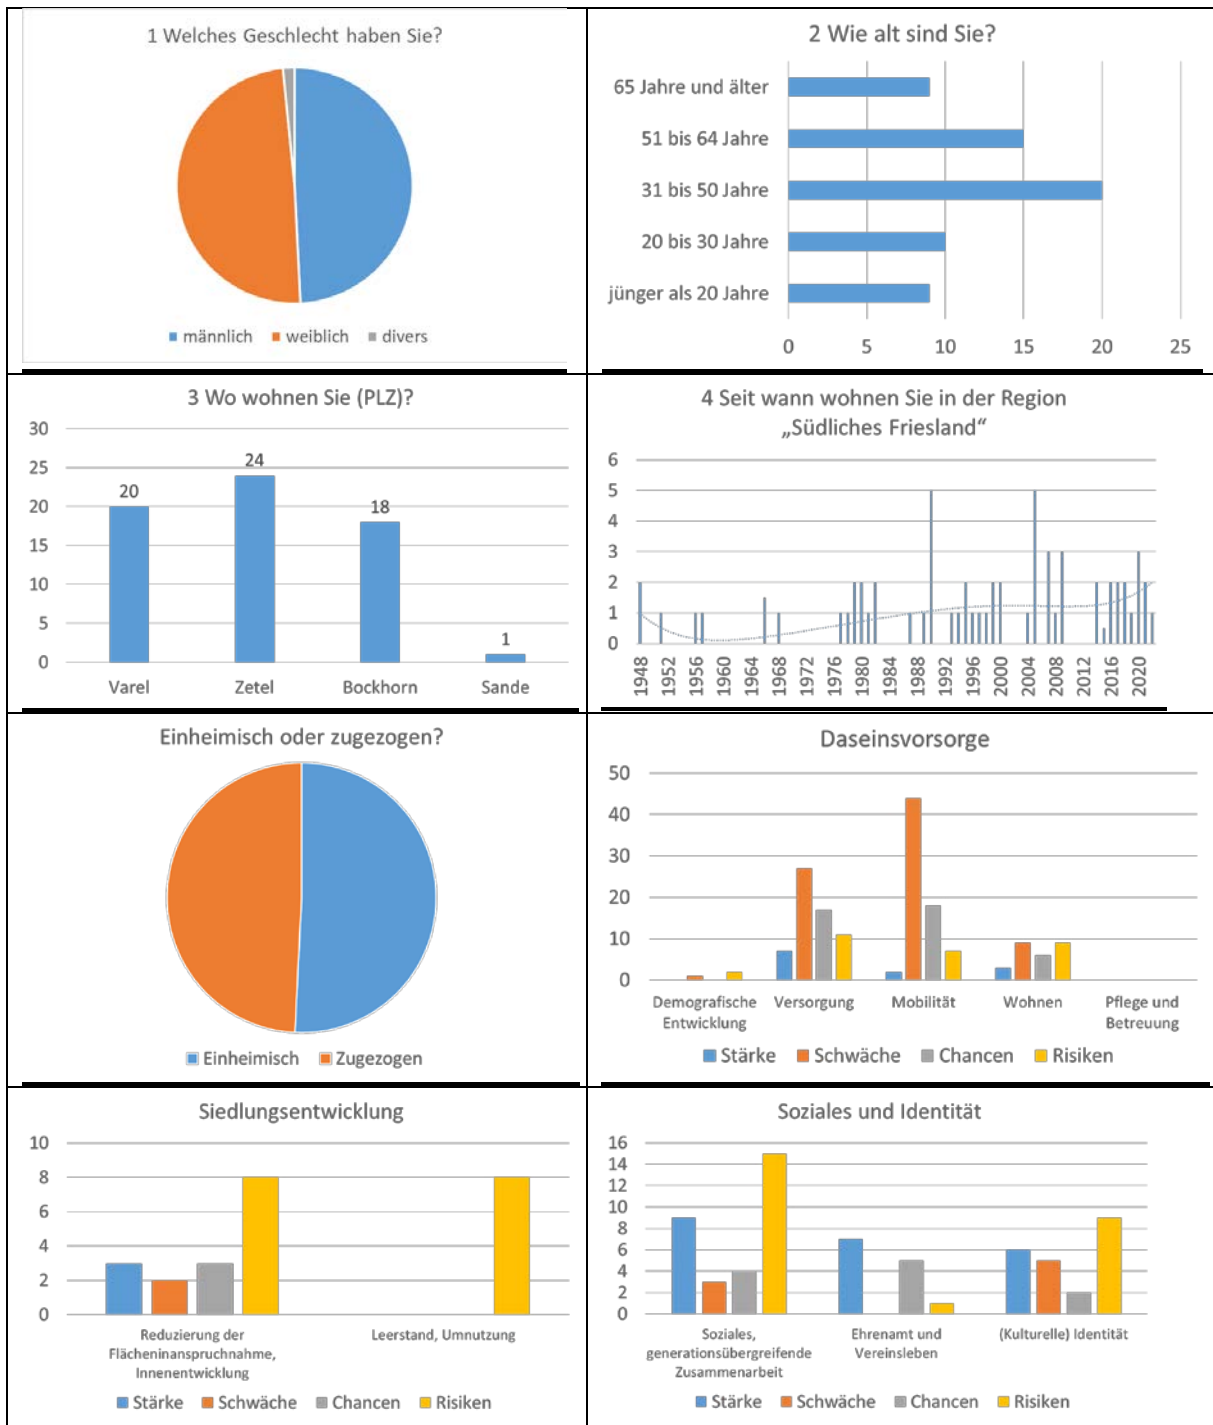 1 Welches Geschlecht haben Sie?
männlich weiblich divers
2 Wie alt sind Sie?
65 Jahre und älter
51 bis 64 Jahre
31 bis 50 Jahre
20 bis 30 Jahre
jünger als 20 Jahre
0 5 10 15 20 25
3 Wo wohnen Sie (PLZ)?
30
25
20
15
10
5
0
20
24
18
1
Varel Zetel Bockhorn Sande
4 Seit wann wohnen Sie in der Region
„Südliches Friesland“
6
5
4
3
2
1
0
1948 1952 1956 1960 1964 1968 1972 1976 1980 1984 1988 1992 1996 2000 2004 2008 2012 2016 2020
Einheimisch oder zugezogen?
Einheimisch Zugezogen
Daseinsvorsorge
50
40
30
20
10
0
Demografische
Entwicklung
Versorgung
Mobilität
Wohnen
Pflege und
Betreuung
Stärke Schwäche Chancen Risiken
Siedlungsentwicklung
10
8
6
4
2
0
Reduzierung der
Flächeninanspruchnahme,
Innenentwicklung
Leerstand, Umnutzung
Stärke Schwäche Chancen Risiken
Soziales und Identität
16
14
12
10
8
6
4
2
0
Soziales,
generationsübergreifende
Zusammenarbeit
Ehrenamt und
Vereinsleben
(Kulturelle) Identität
Stärke Schwäche Chancen Risiken